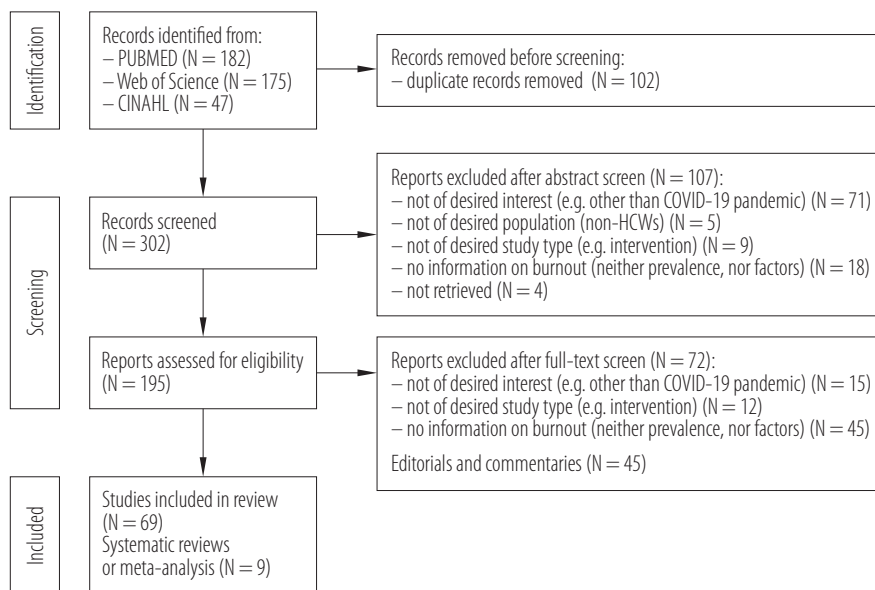 Identification
Records identified from:
– PUBMED (N = 182)
– Web of Science (N = 175)
– CINAHL (N = 47)
Records removed before screening:
– duplicate records removed (N = 102)
Screening
Records screened
(N = 302)
Reports excluded after abstract screen (N = 107):
– not of desired interest (e.g. other than COVID-19 pandemic) (N = 71)
– not of desired population (non-HCWs) (N = 5)
– not of desired study type (e.g. intervention) (N = 9)
– no information on burnout (neither prevalence, nor factors) (N = 18)
– not retrieved (N = 4)
Reports assessed for eligibility
(N = 195)
Reports excluded after full-text screen (N = 72):
– not of desired interest (e.g. other than COVID-19 pandemic) (N = 15)
– not of desired study type (e.g. intervention) (N = 12)
– no information on burnout (neither prevalence, nor factors) (N = 45)
Editorials and commentaries (N = 45)
Included
Studies included in review
(N = 69)
Systematic reviews
or meta-analysis (N = 9)